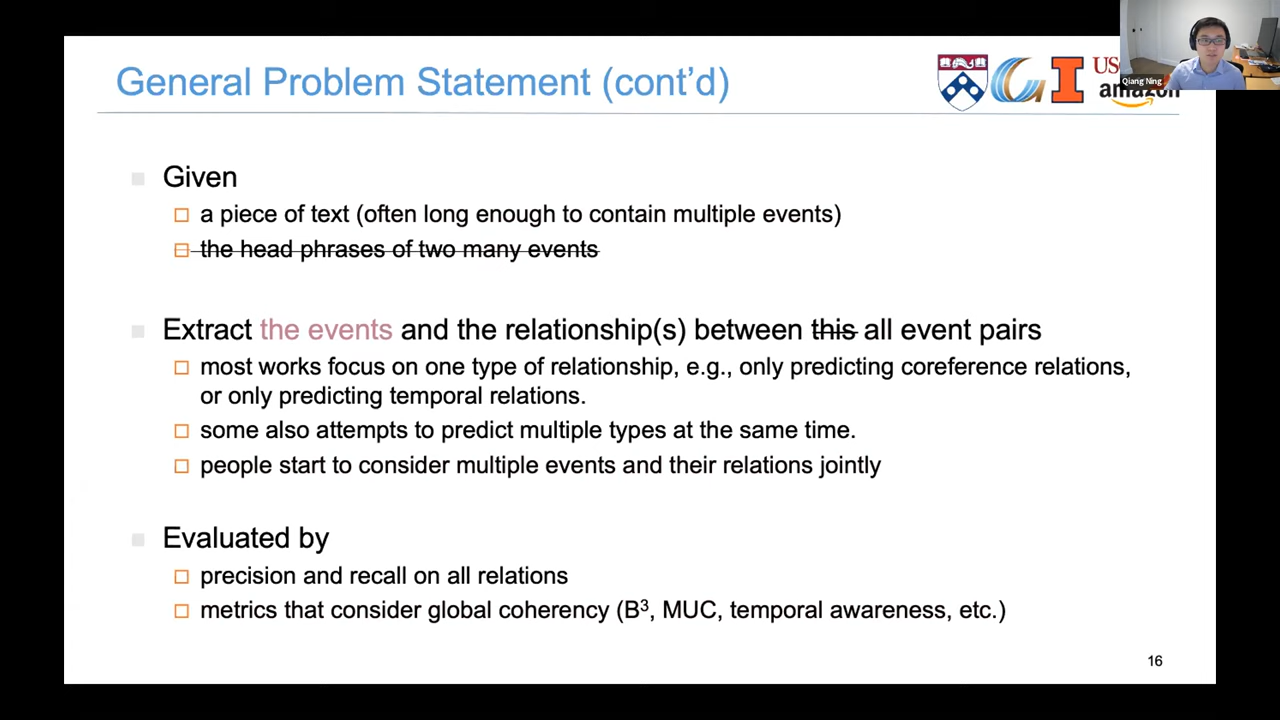 General Problem Statement (cont'd)
US
amazon
Qiang Ning
Given
a piece of text (often long enough to contain multiple events)
the head phrases of two many events
Extract the events and the relationship(s) between this all event pairs
most works focus on one type of relationship, e.g., only predicting coreference relations,
or only predicting temporal relations.
some also attempts to predict multiple types at the same time.
people start to consider multiple events and their relations jointly
Evaluated by
precision and recall on all relations
metrics that consider global coherency (B³, MUC, temporal awareness, etc.)
16